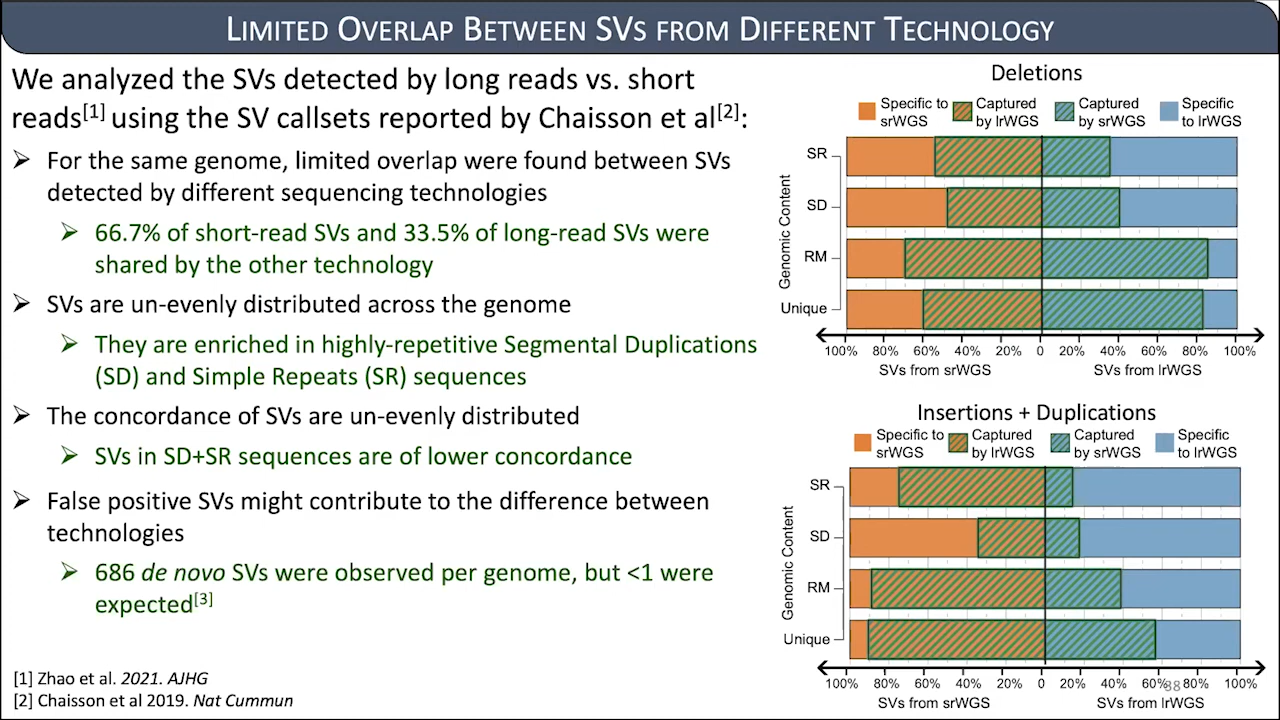 LIMITED OVERLAP BETWEEN SVS FROM DIFFERENT TECHNOLOGY
We analyzed the SVs detected by long reads vs. short
reads[1] using the SV callsets reported by Chaisson et al[2]:
➢ For the same genome, limited overlap were found between SVs
detected by different sequencing technologies
➢ 66.7% of short-read SVs and 33.5% of long-read SVs were
shared by the other technology
➢ SVs are un-evenly distributed across the genome
➢ They are enriched in highly-repetitive Segmental Duplications
(SD) and Simple Repeats (SR) sequences
➢ The concordance of SVs are un-evenly distributed
➢ SVs in SD+SR sequences are of lower concordance
➢ False positive SVs might contribute to the difference between
technologies
➢ 686 de novo SVs were observed per genome, but <1 were
expected[3]
[1] Zhao et al. 2021. AJHG
[2] Chaisson et al 2019. Nat Cummun
Deletions
Specific to srWGS
Captured by lrWGS
Captured by srWGS
Specific to lrWGS
Genomic Content
SR
SD
RM
Unique
100% 80% 60% 40% 20% 0 20% 40% 60% 80% 100%
SVs from srWGS SVs from lrWGS
Insertions + Duplications
Specific to srWGS
Captured by lrWGS
Captured by srWGS
Specific to lrWGS
Genomic Content
SR
SD
RM
Unique
100% 80% 60% 40% 20% 0 20% 40% 60% 80% 100%
38
SVs from srWGS SVs from lrWGS